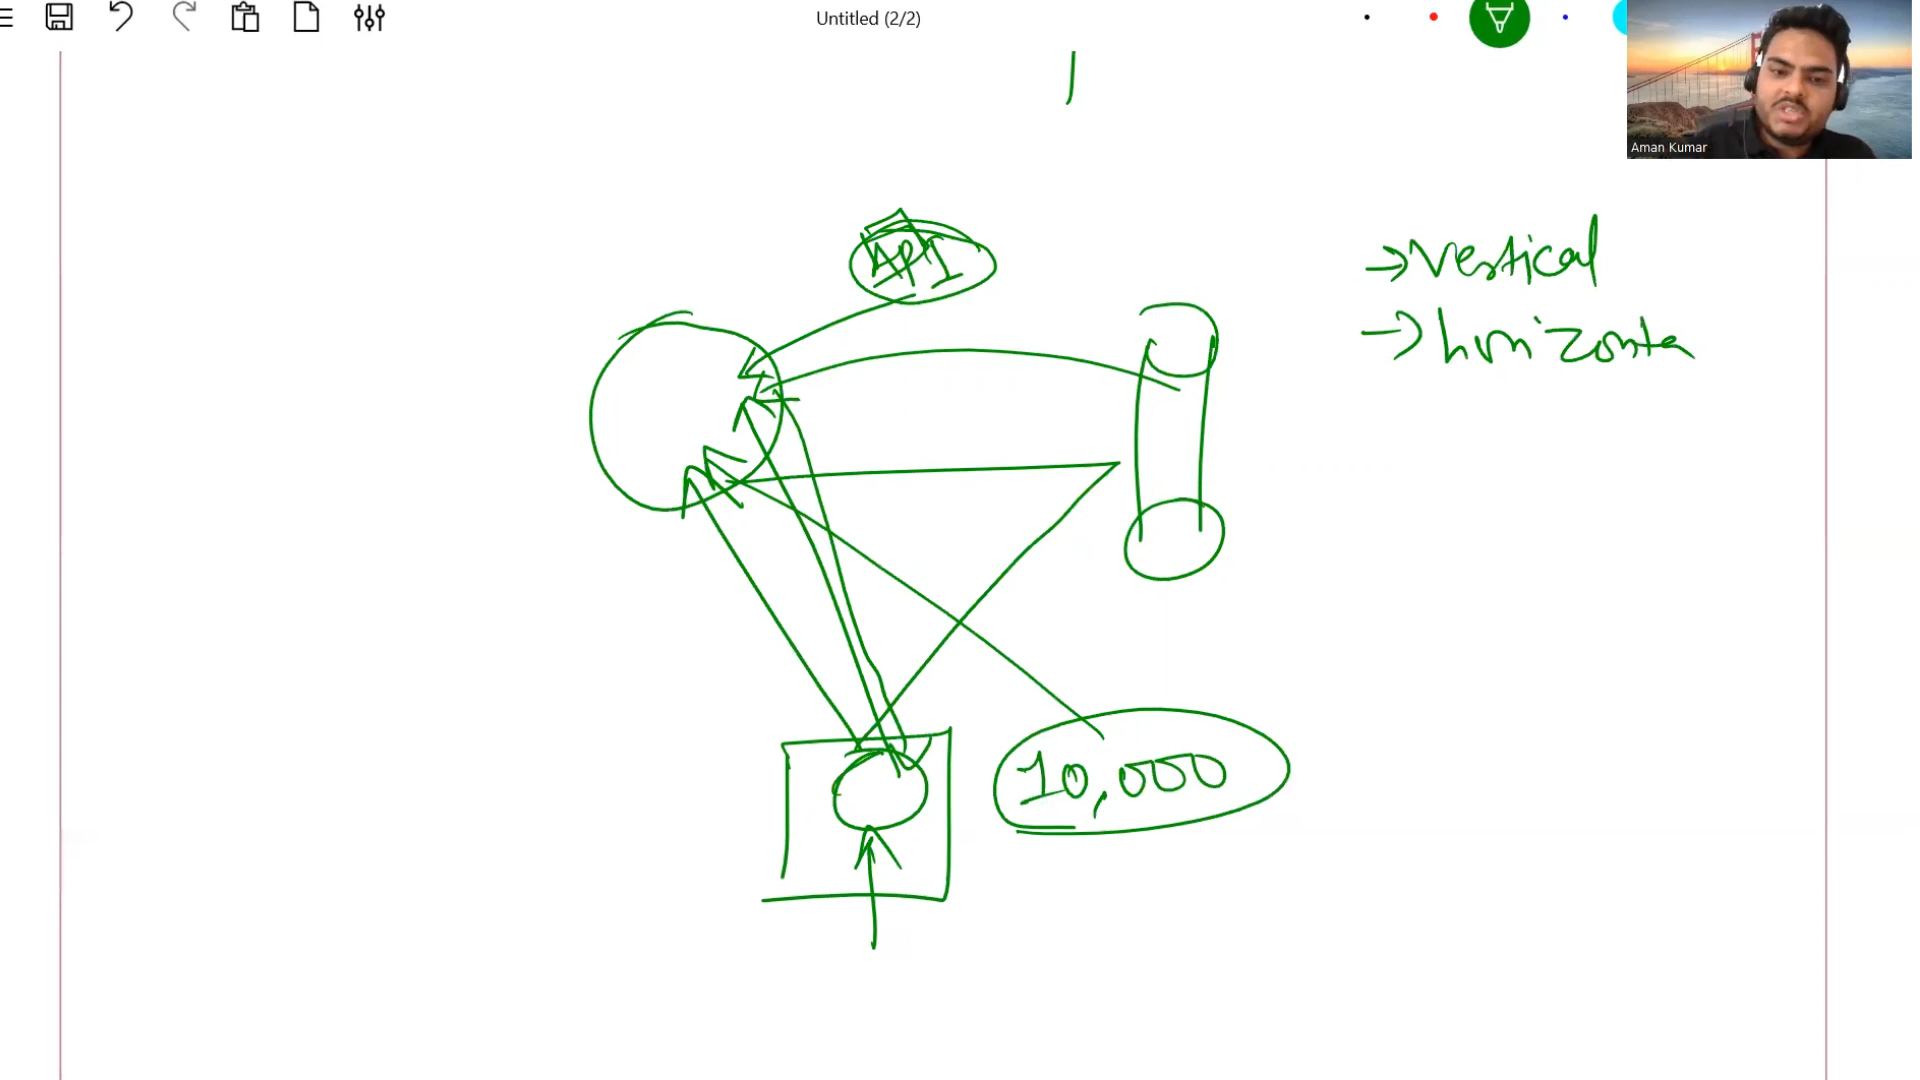 Untitled (2/2)
Aman Kumar
API
→ vertical
→ horizonta
10,000